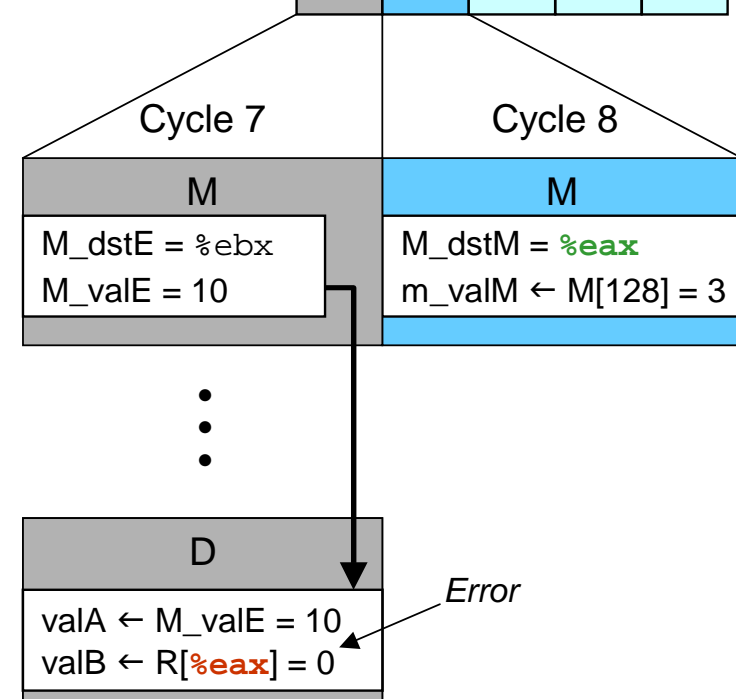 Cycle 7
Cycle 8
M
M_dstE = %ebx
M_valE = 10
M
M_dstM = %eax
m_valM ← M[128] = 3
D
valA ← M_valE = 10
valB ← R[%eax] = 0
Error